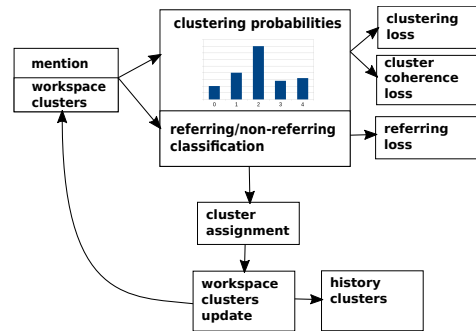 clustering probabilities
0 1 2 3 4
clustering
loss
cluster
coherence
loss
mention
workspace
clusters
referring/non-referring
classification
referring
loss
cluster
assignment
workspace
clusters
update
history
clusters